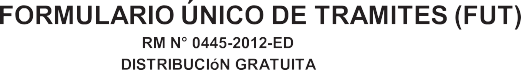 FORMULARIO ÚNICO DE TRAMITES (FUT)
RM N° 0445-2012-ED
DISTRIBUCIóN GRATUITA